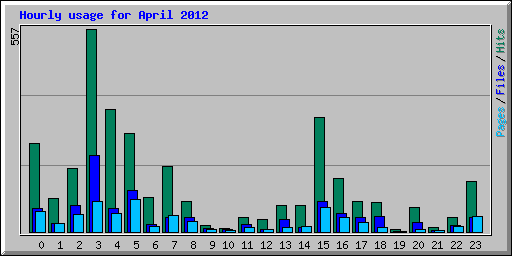 Hourly usage for April 2012
557
Pages / Files / Hits
0 1 2 3 4 5 6 7 8 9 10 11 12 13 14 15 16 17 18 19 20 21 22 23